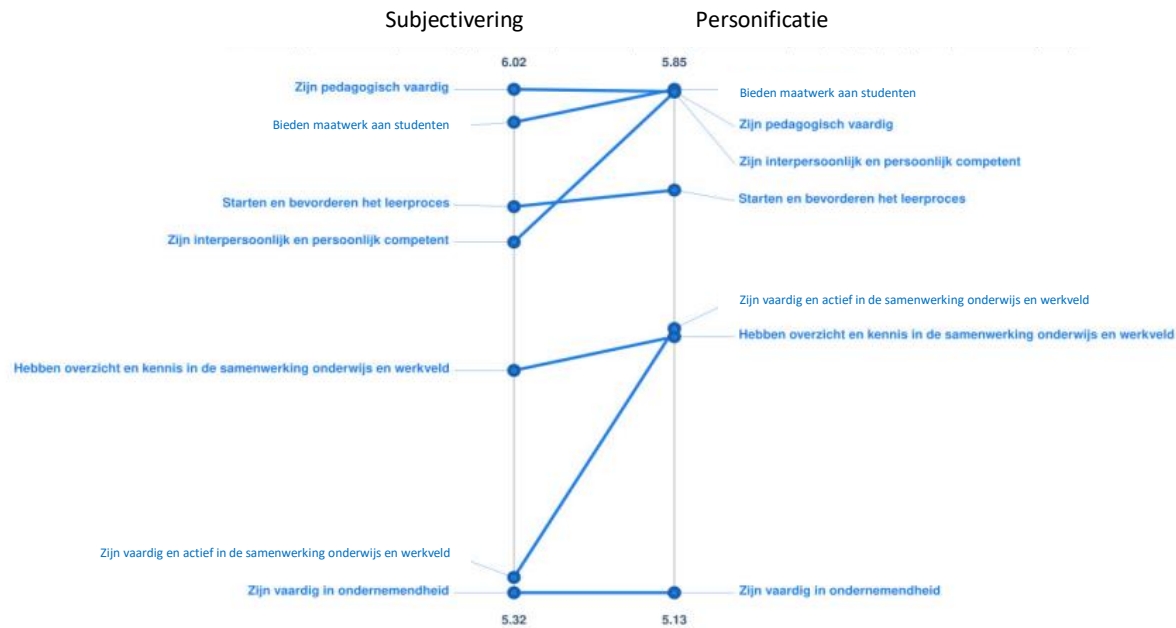 Subjectivering
Personificatie
6.02
5.85
Zijn pedagogisch vaardig
Bieden maatwerk aan studenten
Bieden maatwerk aan studenten
Zijn pedagogisch vaardig
Zijn interpersoonlijk en persoonlijk competent
Starten en bevorderen het leerproces
Starten en bevorderen het leerproces
Zijn interpersoonlijk en persoonlijk competent
Zijn vaardig en actief in de samenwerking onderwijs en werkveld
Hebben overzicht en kennis in de samenwerking onderwijs en werkveld
Hebben overzicht en kennis in de samenwerking onderwijs en werkveld
Zijn vaardig en actief in de samenwerking onderwijs en werkveld
Zijn vaardig in ondernemendheid
Zijn vaardig in ondernemendheid
5.32
5.13